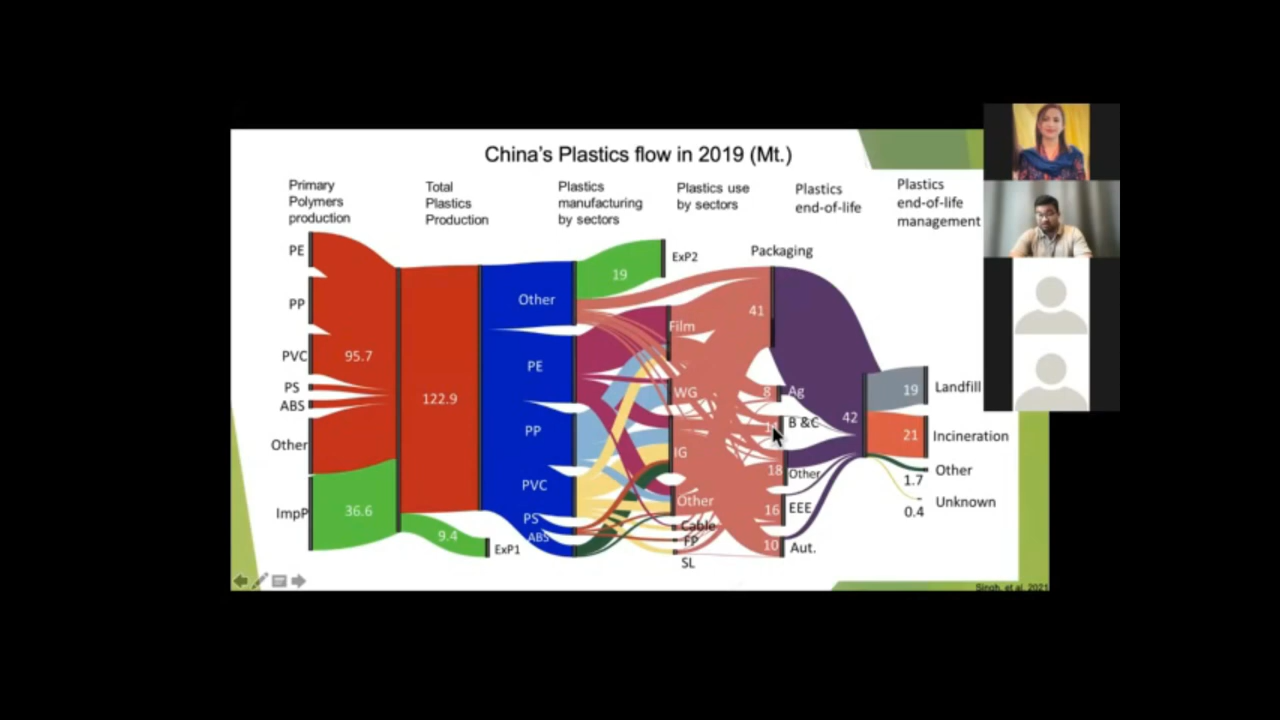 China's Plastics flow in 2019 (Mt.)
Primary
Polymers
production
Total
Plastics
Production
Plastics
manufacturing
by sectors
Plastics use
by sectors
Plastics
end-of-life
Plastics
end-of-life
management
PE
PP
PVC
PS
ABS
Other
ImpP
95.7
36.6
122.9
9.4
ExP1
Other
PE
PP
PVC
PS
ABS
19
ExP2
Film
WG
IG
Other
Cable
FP
SL
Packaging
41
8
Ag
B &C
18
Other
16
EEE
10
Aut.
42
19
Landfill
21
Incineration
Other
1.7
Unknown
0.4
Singh, et al. 2021